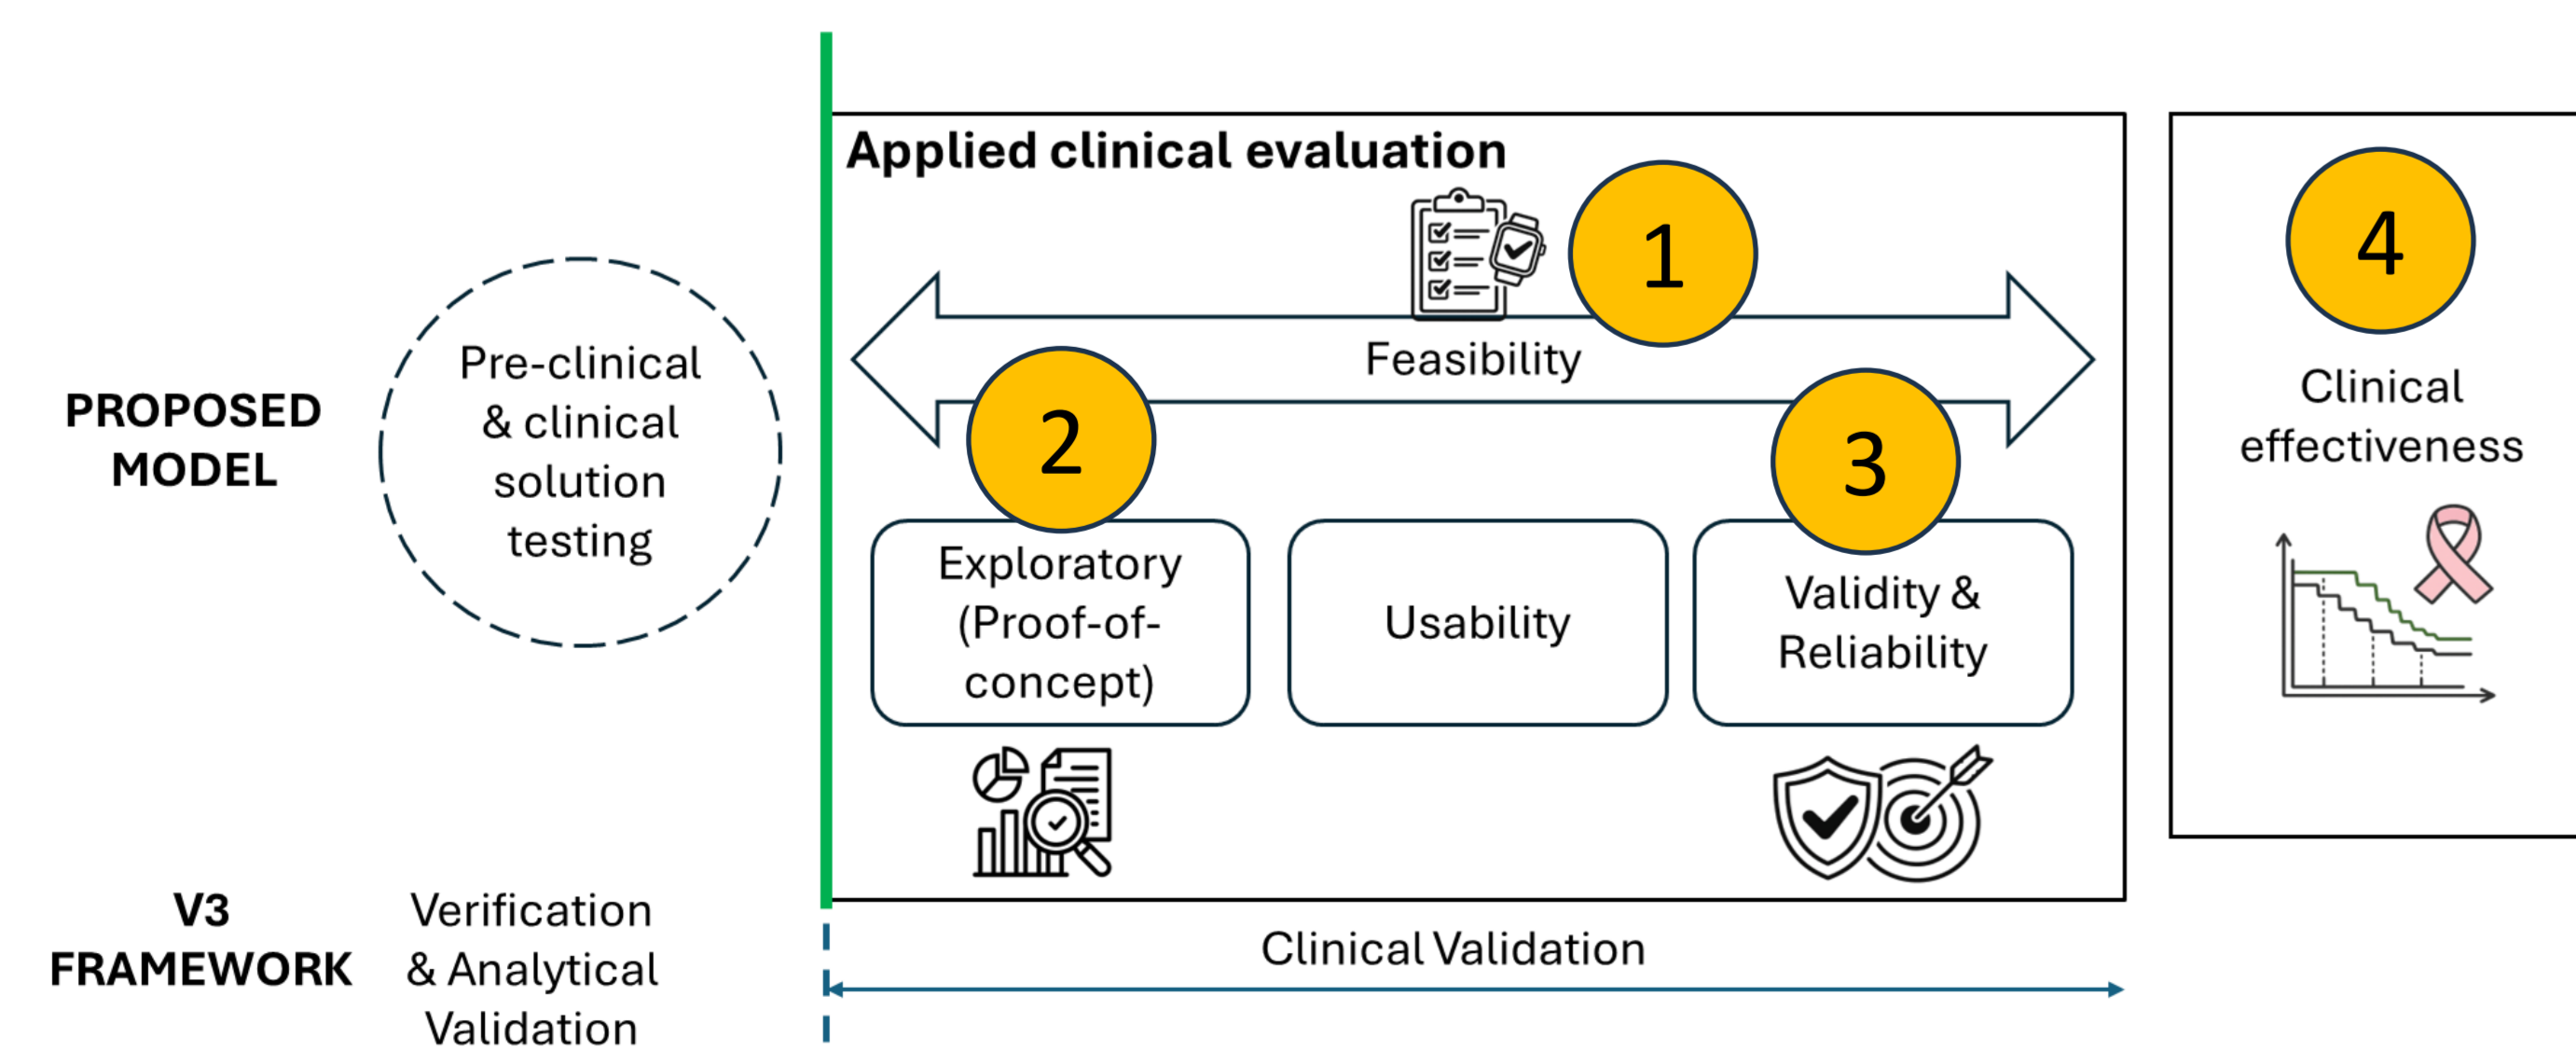 Applied clinical evaluation
1
4
Feasibility
2
3
Clinical
effectiveness
PROPOSED
MODEL
Pre-clinical
& clinical
solution
testing
Exploratory
(Proof-of-
concept)
Usability
Validity &
Reliability
V3
FRAMEWORK
Verification
& Analytical
Validation
Clinical Validation